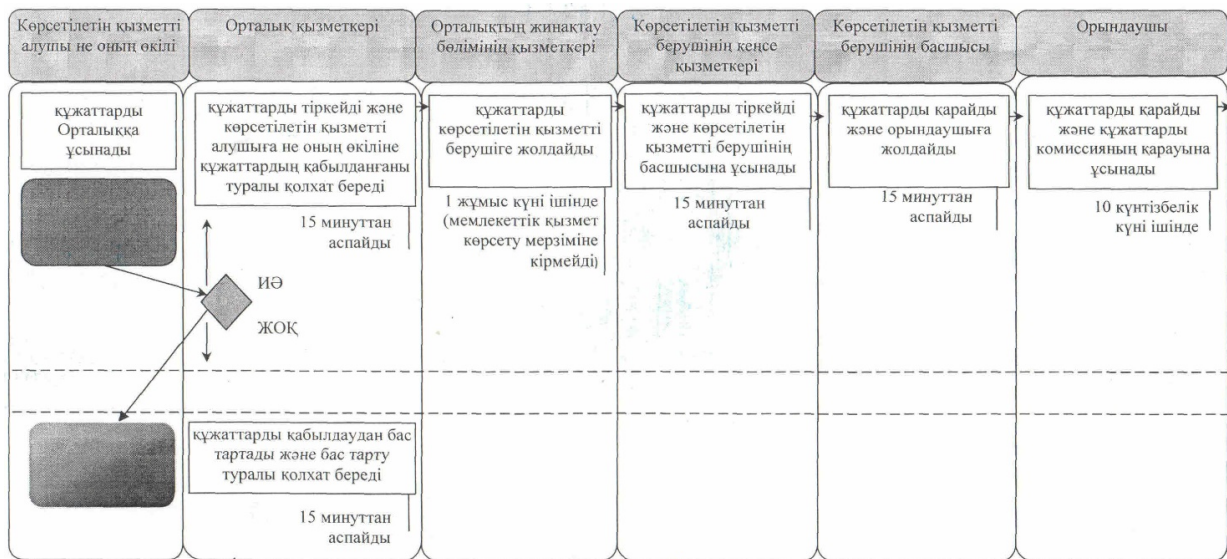 Көрсетілетін қызметті
алушы не оның өкілі
Орталық қызметкері
Орталықтың жинақтау
бөлімінің қызметкері
Көрсетілетін қызметті
берушінің кеңсе
қызметкері
Көрсетілетін қызметті
берушінің басшысы
Орындаушы
құжаттарды
Орталыққа
ұсынады
құжаттарды тіркейді және
көрсетілетін қызметті
алушыға не оның өкіліне
құжаттардың қабылданғаны
туралы қолхат береді
15 минуттан
аспайды
құжаттарды
көрсетілетін қызметті
берушіге жолдайды
1 жұмыс күні ішінде
(мемлекеттік қызмет
көрсету мерзіміне
кірмейді)
құжаттарды тіркейді
және көрсетілетін
қызметті берушінің
басшысына ұсынады
15 минуттан
аспайды
құжаттарды қарайды
және орындаушыға
жолдайды
15 минуттан
аспайды
құжаттарды қарайды
және құжаттарды
комиссияның қарауына
ұсынады
10 күнтізбелік
күні ішінде
ИӘ
ЖОҚ
құжаттарды қабылдаудан бас
тартады және бас тарту
туралы қолхат береді
15 минуттан
аспайды